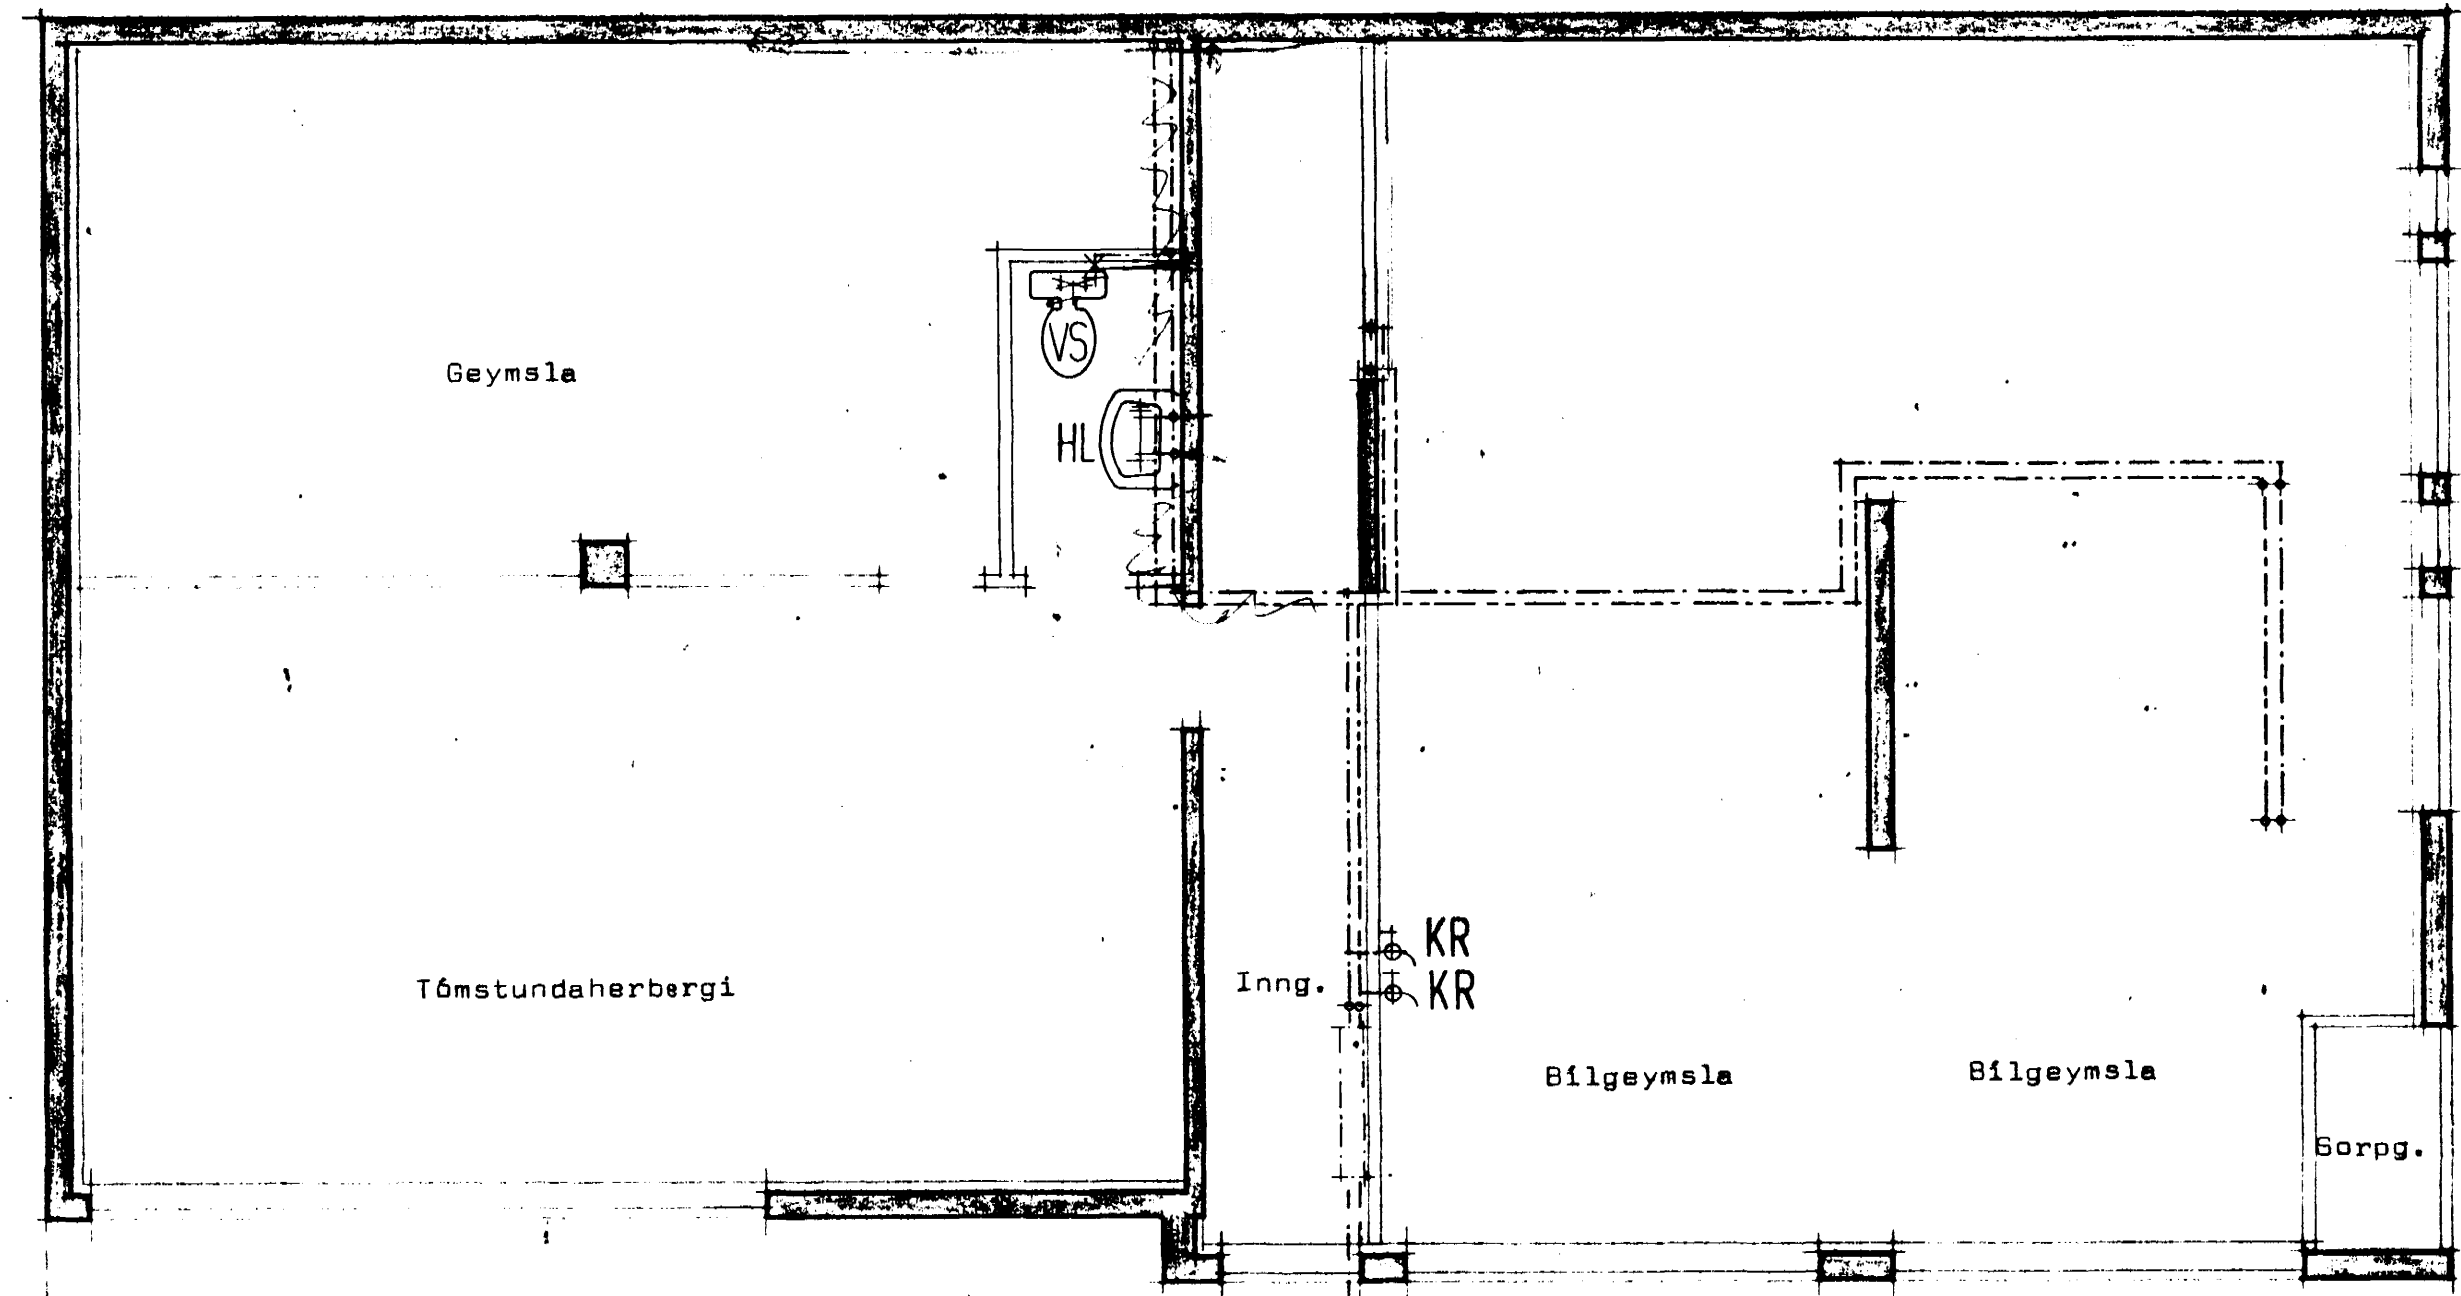 VS
Geymsla
HL
KR
Inng.
KR
Tómstundaherbergi
Bílgeymsla
Bílgeymsla
Sorpg.